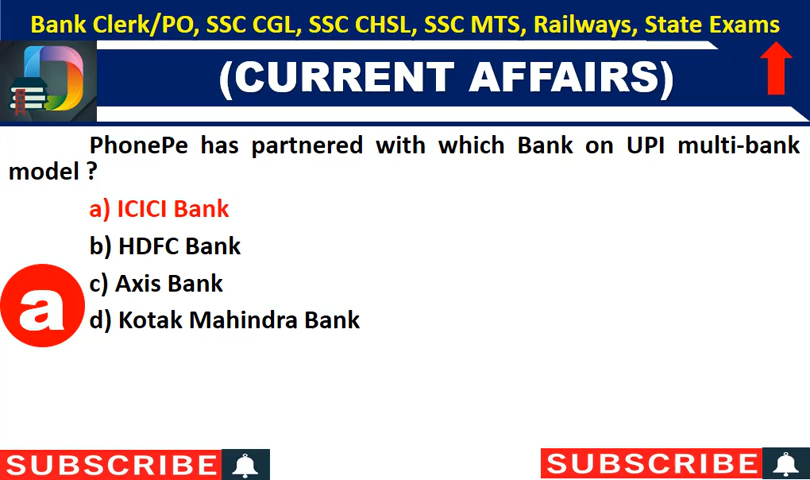 Bank Clerk/PO, SSC CGL, SSC CHSL, SSC MTS, Railways, State Exams
(CURRENT AFFAIRS)
PhonePe has partnered with which Bank on UPI multi-bank
model ?
a) ICICI Bank
b) HDFC Bank
c) Axis Bank
a
d) Kotak Mahindra Bank
SUBSCRIBE
SUBSCRIBE